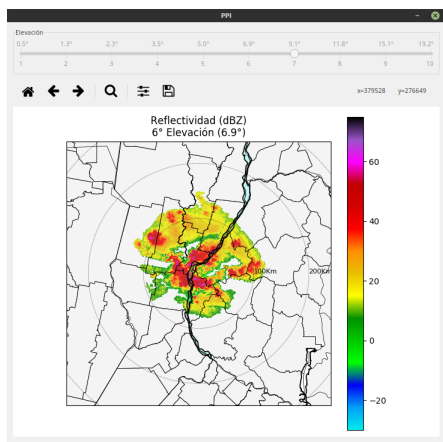 PPI
Elevación
0.5° 1.3° 2.3° 3.5° 5.0° 6.9° 9.1° 11.8° 15.1° 19.2°
1 2 3 4 5 6 7 8 9 10
x=379528 y=276649
Reflectividad (dBZ)
6° Elevación (6.9°)
60
40
20
0
−20
100Km 200Km